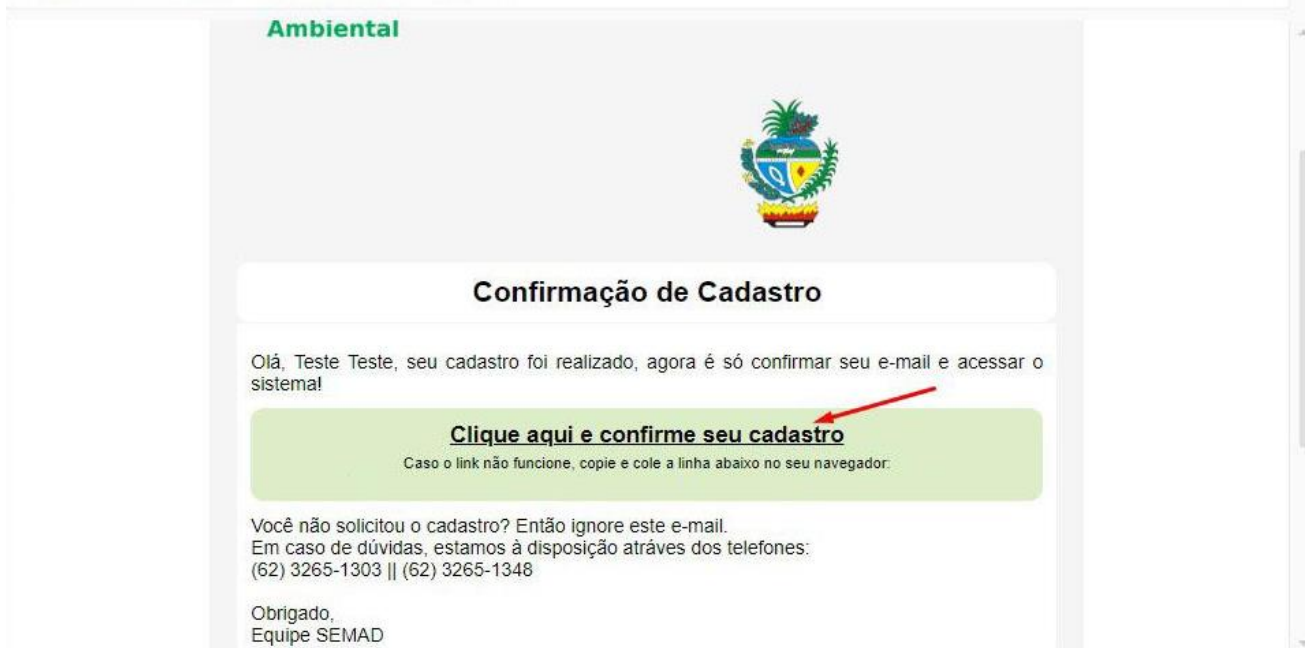 Ambiental
Confirmação de Cadastro
Olá, Teste Teste, seu cadastro foi realizado, agora é só confirmar seu e-mail e acessar o
sistema!
Clique aqui e confirme seu cadastro
Caso o link não funcione, copie e cole a linha abaixo no seu navegador:
Você não solicitou o cadastro? Então ignore este e-mail.
Em caso de dúvidas, estamos à disposição atráves dos telefones:
(62) 3265-1303 || (62) 3265-1348
Obrigado,
Equipe SEMAD